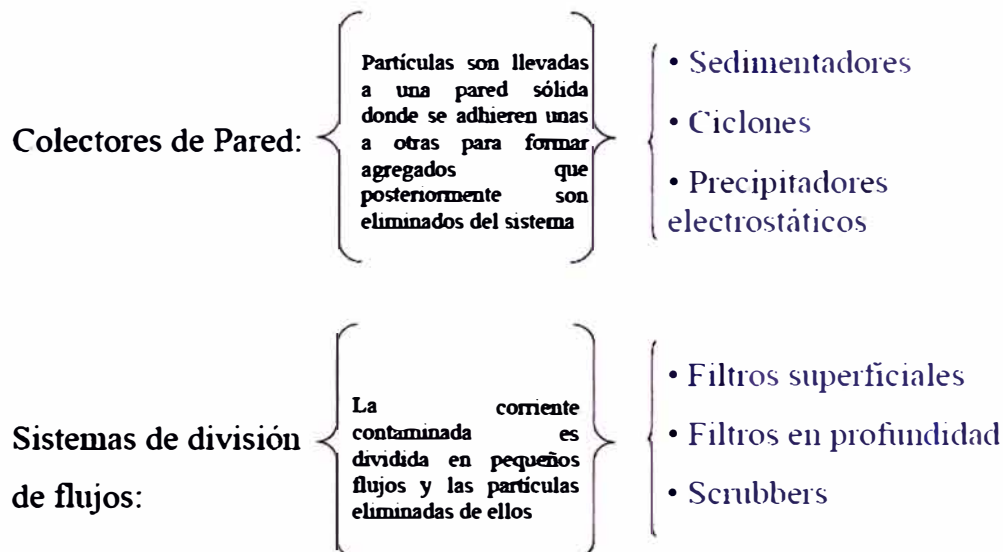 Colectores de Pared:
Partículas son llevadas
a una pared sólida
donde se adhieren unas
a otras para formar
agregados que
posteriormente son
eliminados del sistema
• Sedimentadores
• Ciclones
• Precipitadores
electrostáticos
Sistemas de división
de flujos:
La corriente
contaminada es
dividida en pequeños
flujos y las partículas
eliminadas de ellos
• Filtros superficiales
• Filtros en profundidad
• Scrubbers